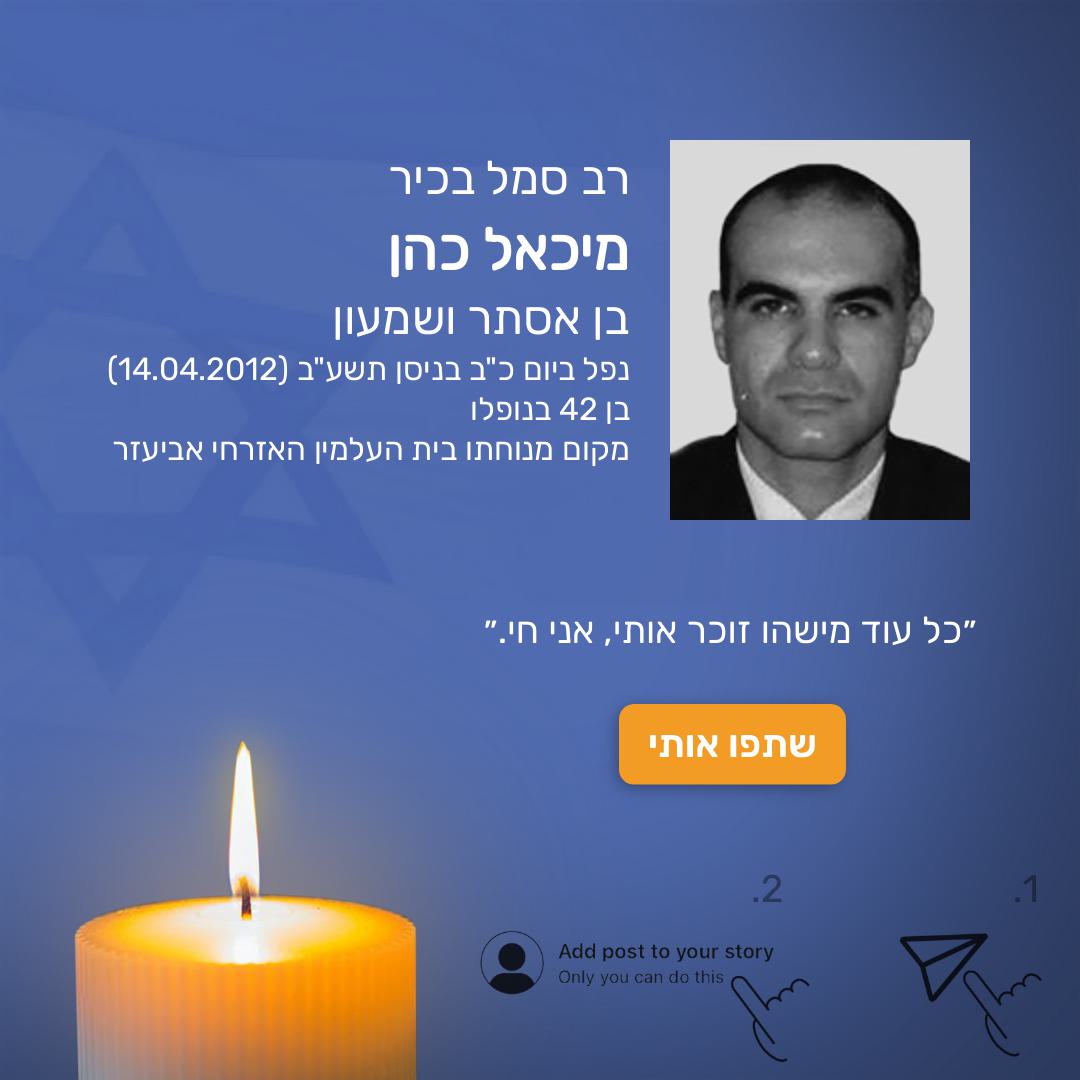 רב סמל בכיר
מיכאל כהן
בן אסתר ושמעון
נפל ביום כ"ב בניסן תשע"ב (14.04.2012)
בן 42 בנופלו
מקום מנוחתו בית העלמין האזרחי אביעזר
״כל עוד מישהו זוכר אותי, אני חי.״
שתפו אותי
1.
2.
Add post to your story
Only you can do this